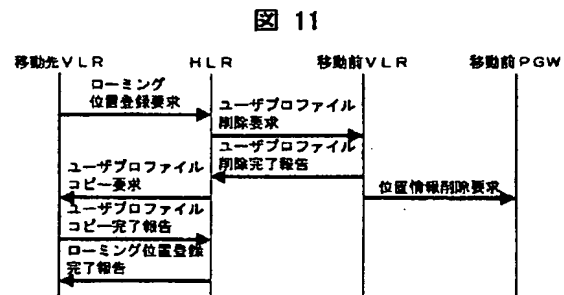 図 11
移動先VLR HLR 移動前VLR 移動前PGW
ローミング
位置登録要求
ユーザプロファイル
削除要求
ユーザプロファイル
削除完了報告
ユーザプロファイル
コピー要求
位置情報削除要求
ユーザプロファイル
コピー完了報告
ローミング位置登録
完了報告